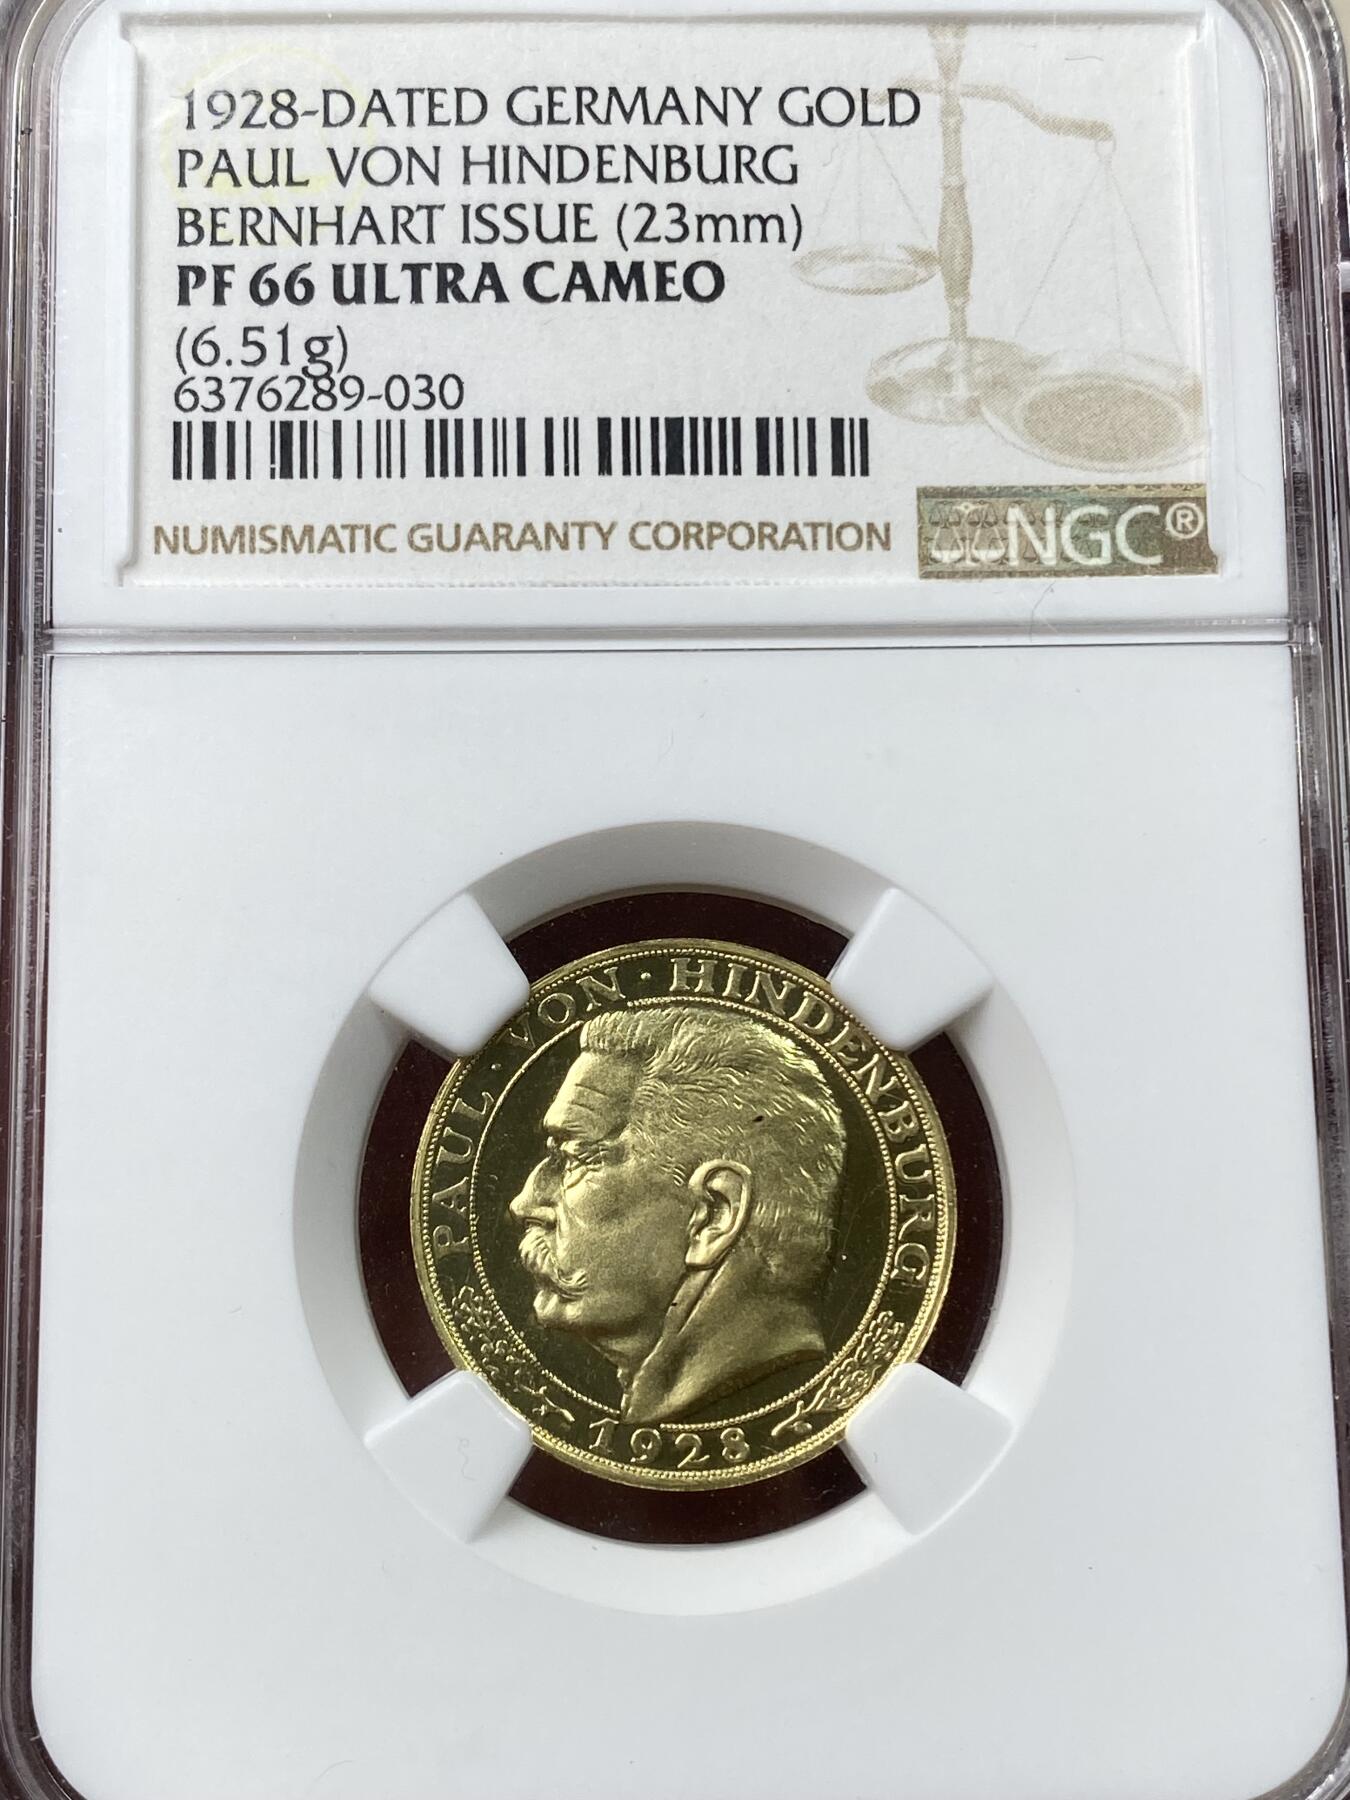 1928-DATED GERMANY GOLD
PAUL VON HINDENBURG
BERNHART ISSUE (23mm)
PF 66 ULTRA CAMEO
(6.51g)
6376289-030
NUMISMATIC GUARANTY CORPORATION
NGC®
PAUL · VON · HINDENBURG
1928